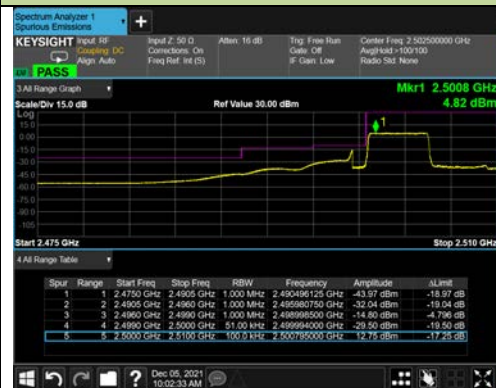 Spectrum Analyzer 1
Spurious Emissions
KEYSIGHT Input: RF Input Z: 50 Ω Atten: 16 dB Trig: Free Run Center Freq: 2.502500000 GHz
Coupling: DC Corrections: On Gate: Off Avg|Hold:>100/100
Align: Auto Freq Ref: Int (S) IF Gain: Low Radio Std: None
PASS
3 All Range Graph Mkr1 2.5008 GHz
Scale/Div 15.0 dB Ref Value 30.00 dBm 4.82 dBm
Log
15.0
0.00
-15.0
-30.0
-45.0
-60.0
-75.0
-90.0
-105
1
Start 2.475 GHz Stop 2.510 GHz
4 All Range Table
Spur Range Start Freq Stop Freq RBW Frequency Amplitude ΔLimit
1 1 2.4750 GHz 2.4905 GHz 1.000 MHz 2.490496125 GHz -43.97 dBm -18.97 dB
2 2 2.4905 GHz 2.4960 GHz 1.000 MHz 2.495980750 GHz -32.04 dBm -19.04 dB
3 3 2.4960 GHz 2.4990 GHz 1.000 MHz 2.498998500 GHz -14.80 dBm -4.796 dB
4 4 2.4990 GHz 2.5000 GHz 51.00 kHz 2.499994000 GHz -29.50 dBm -19.50 dB
5 5 2.5000 GHz 2.5100 GHz 100.0 kHz 2.500795000 GHz 12.75 dBm -17.25 dB
Dec 05, 2021
10:02:33 AM